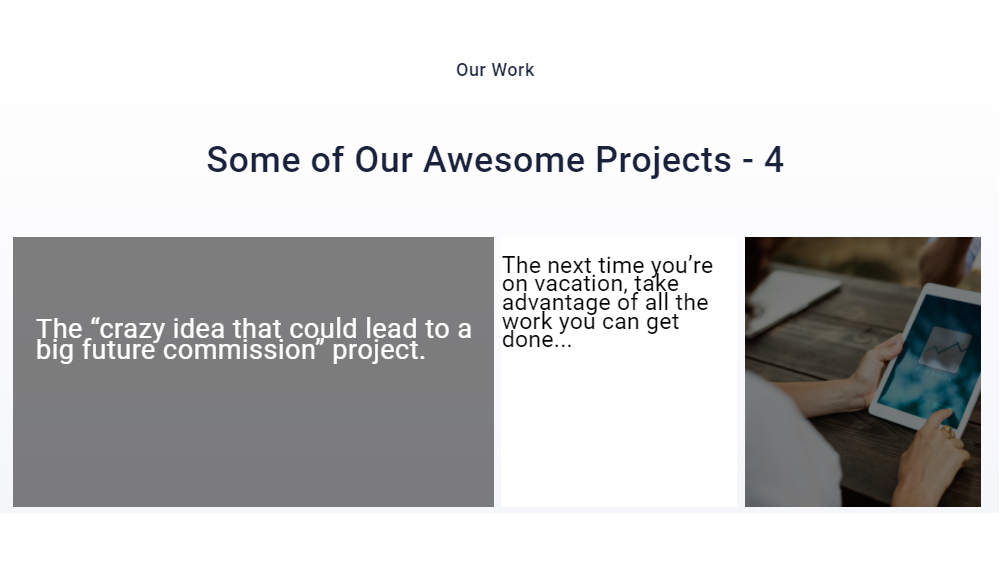 Our Work
Some of Our Awesome Projects - 4
The “crazy idea that could lead to a
big future commission” project.
The next time you’re
on vacation, take
advantage of all the
work you can get
done...